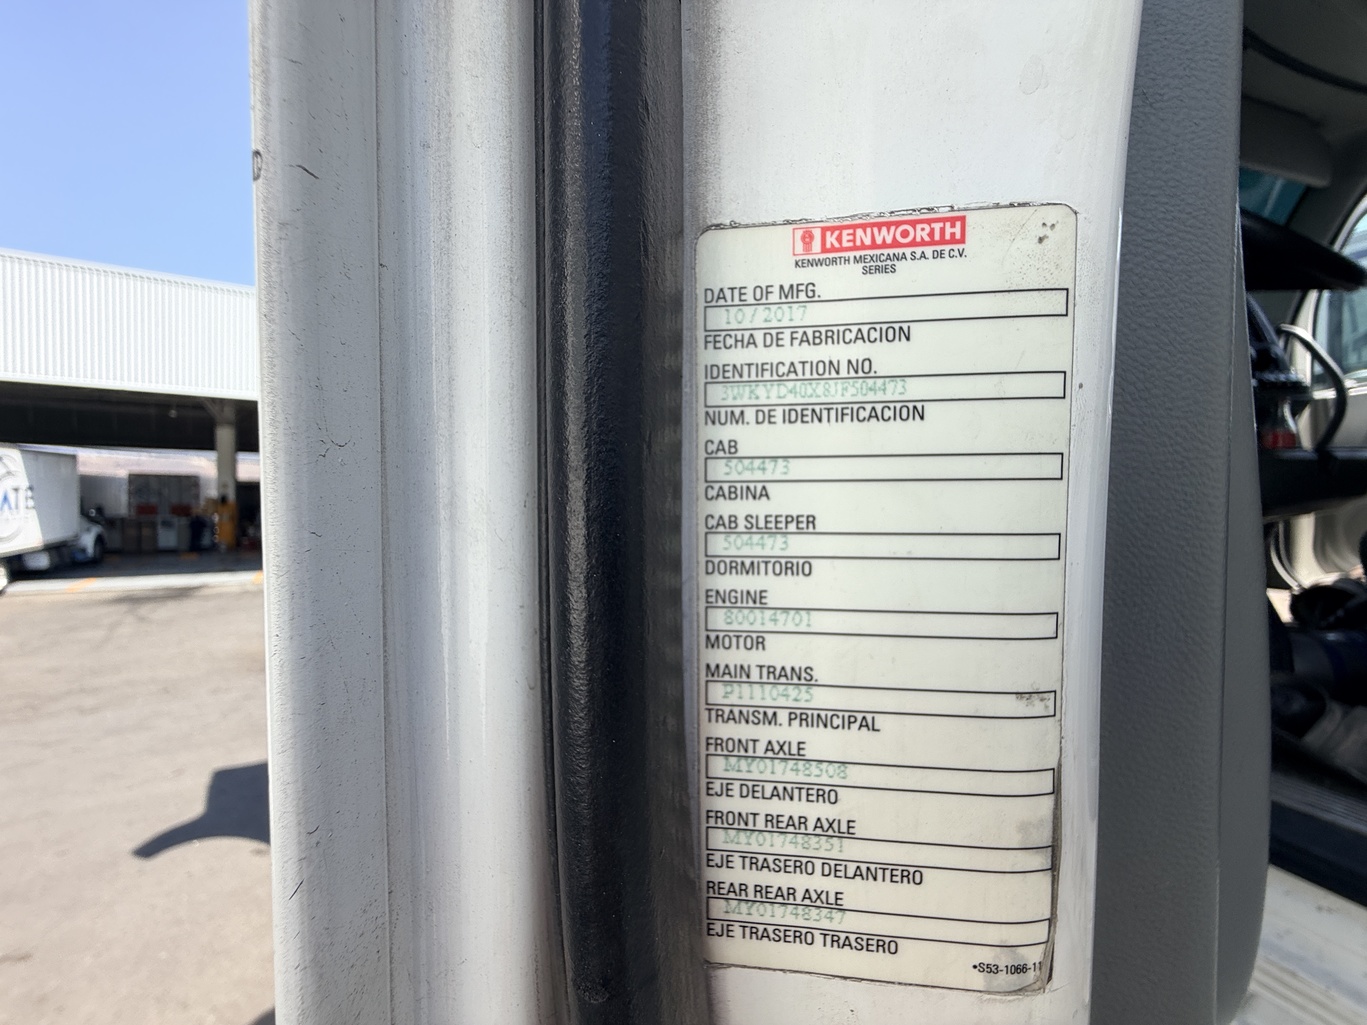 KENWORTH
KENWORTH MEXICANA S.A. DE C.V.
SERIES
DATE OF MFG.
10/2017
FECHA DE FABRICACION
IDENTIFICATION NO.
3WKYD40X8JF504473
NUM. DE IDENTIFICACION
CAB
504473
CABINA
CAB SLEEPER
504473
DORMITORIO
ENGINE
80014701
MOTOR
MAIN TRANS.
P1110425
TRANSM. PRINCIPAL
FRONT AXLE
MY01748508
EJE DELANTERO
FRONT REAR AXLE
MY01748351
EJE TRASERO DELANTERO
REAR REAR AXLE
MY01748347
EJE TRASERO TRASERO
*S53-1066-11